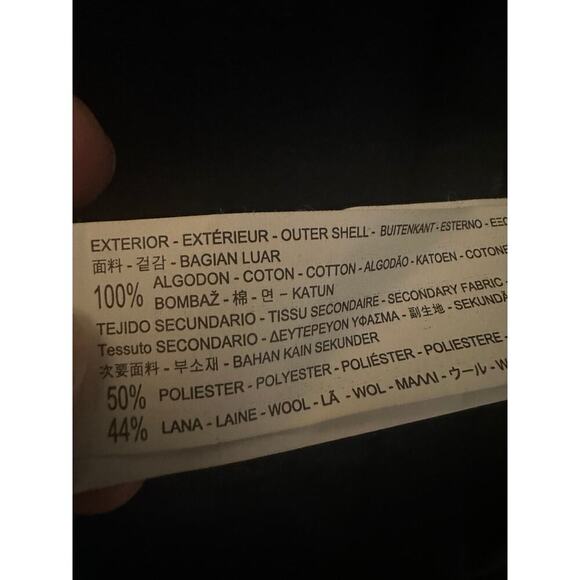 EXTERIOR - EXTÉRIEUR - OUTER SHELL - BUITENKANT - ESTERNO - ΕΞΩ
面料 - 겉감 - BAGIAN LUAR
100% ALGODON - COTON - COTTON - ALGODÃO - KATOEN - COTONE
BOMBAŽ - 棉 - 면 - KATUN
TEJIDO SECUNDARIO - TISSU SECONDAIRE - SECONDARY FABRIC -
Tessuto SECONDARIO - ΔΕΥΤΕΡΕΥΟΝ ΥΦΑΣΜΑ - 副生地 - SEKUNDÄ
次要面料 - 부소재 - BAHAN KAIN SEKUNDER
50% POLIESTER - POLYESTER - POLIÉSTER - POLIESTERE -
44% LANA - LAINE - WOOL - LÃ - WOL - ΜΑΛΛΙ - ウール - W